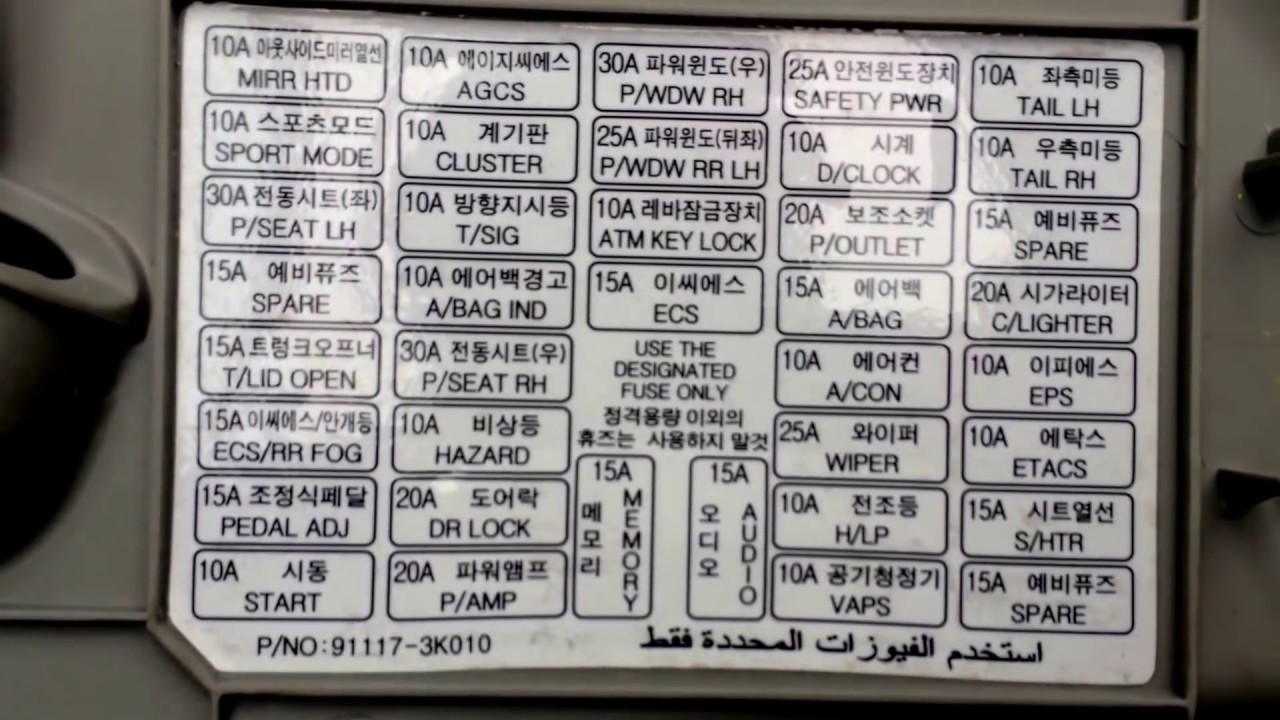 10A 아웃사이드미러열선
MIRR HTD
10A 스포츠모드
SPORT MODE
30A 전동시트(좌)
P/SEAT LH
15A 예비퓨즈
SPARE
15A 트렁크오프너
T/LID OPEN
15A 이씨에스/안개등
ECS/RR FOG
15A 조정식페달
PEDAL ADJ
10A 시동
START
10A 에이지씨에스
AGCS
10A 계기판
CLUSTER
10A 방향지시등
T/SIG
10A 에어백경고
A/BAG IND
30A 전동시트(우)
P/SEAT RH
10A 비상등
HAZARD
20A 도어락
DR LOCK
20A 파워앰프
P/AMP
30A 파워윈도(우)
P/WDW RH
25A 파워윈도(뒤좌)
P/WDW RR LH
10A 레바잠금장치
ATM KEY LOCK
15A 이씨에스
ECS
USE THE
DESIGNATED
FUSE ONLY
정격용량 이외의
휴즈는 사용하지 말것
15A
메모리
MEMORY
15A
오디오
AUDIO
25A 안전윈도장치
SAFETY PWR
10A 시계
D/CLOCK
20A 보조소켓
P/OUTLET
15A 에어백
A/BAG
10A 에어컨
A/CON
25A 와이퍼
WIPER
10A 전조등
H/LP
10A 공기청정기
VAPS
10A 좌측미등
TAIL LH
10A 우측미등
TAIL RH
15A 예비퓨즈
SPARE
20A 시가라이터
C/LIGHTER
10A 이피에스
EPS
10A 에탁스
ETACS
15A 시트열선
S/HTR
15A 예비퓨즈
SPARE
P/NO:91117-3K010
استخدم الفيوزات المحددة فقط